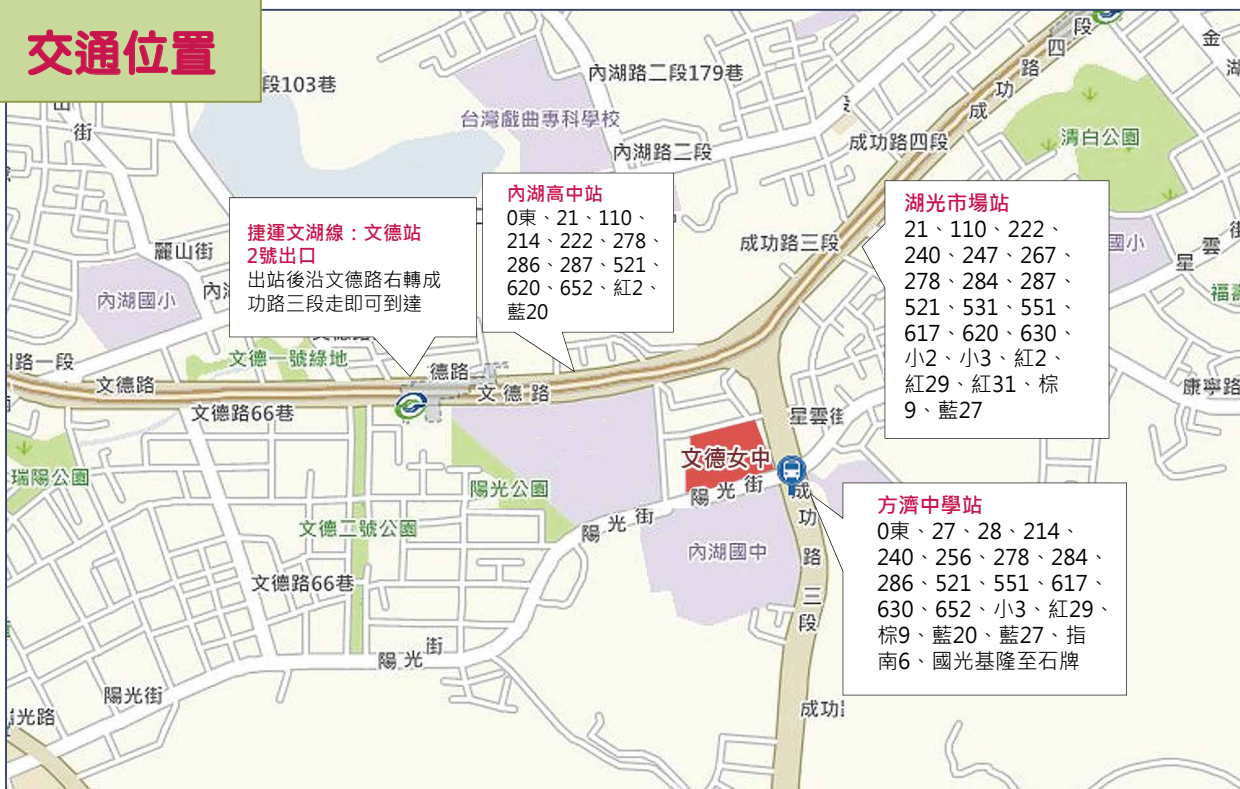 交通位置
段103巷
街
內湖路二段179巷
台灣戲曲專科學校
內湖路二段
成功路四段
成功路四段
金
湖
清白公園
捷運文湖線：文德站
2號出口
出站後沿文德路右轉成
功路三段走即可到達
內湖高中站
0東、21、110、
214、222、278、
286、287、521、
620、652、紅2、
藍20
湖光市場站
21、110、222、
240、247、267、
278、284、287、
521、531、551、
617、620、630、
小2、小3、紅2、
紅29、紅31、棕
9、藍27
麗山街
內湖國小
成功路三段
國小
星雲街
福壽
路一段
文德一號綠地
文德路
德路
文德路
文德路66巷
康寧路
星雲街
瑞陽公園
陽光公園
文德女中
陽光街
文德二號公園
陽光街
內湖國中
成功路三段
文德路66巷
方濟中學站
0東、27、28、214、
240、256、278、284、
286、521、551、617、
630、652、小3、紅29、
棕9、藍20、藍27、指
南6、國光基隆至石牌
陽光街
陽光街
光路
成功